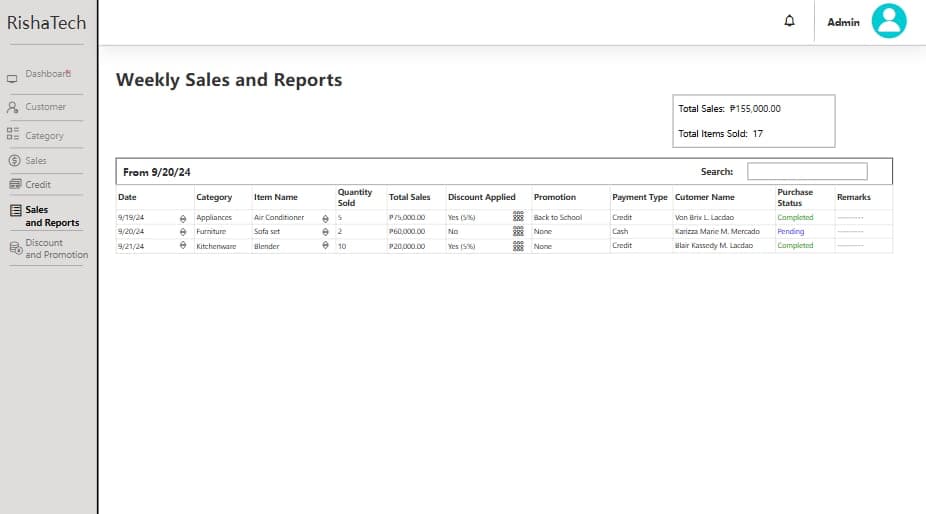 RishaTech
Admin
Dashboard
Customer
Category
Sales
Credit
Sales
and Reports
Discount
and Promotion
Weekly Sales and Reports
Total Sales: ₱155,000.00
Total Items Sold: 17
From 9/20/24 Search:
Date Category Item Name Quantity Sold Total Sales Discount Applied Promotion Payment Type Cutomer Name Purchase Status Remarks
9/19/24 Appliances Air Conditioner 5 ₱75,000.00 Yes (5%) Back to School Credit Von Brix L. Lacdao Completed ----------
9/20/24 Furniture Sofa set 2 ₱60,000.00 No None Cash Karizza Marie M. Mercado Pending ----------
9/21/24 Kitchenware Blender 10 ₱20,000.00 Yes (5%) None Credit Blair Kassedy M. Lacdao Completed ----------